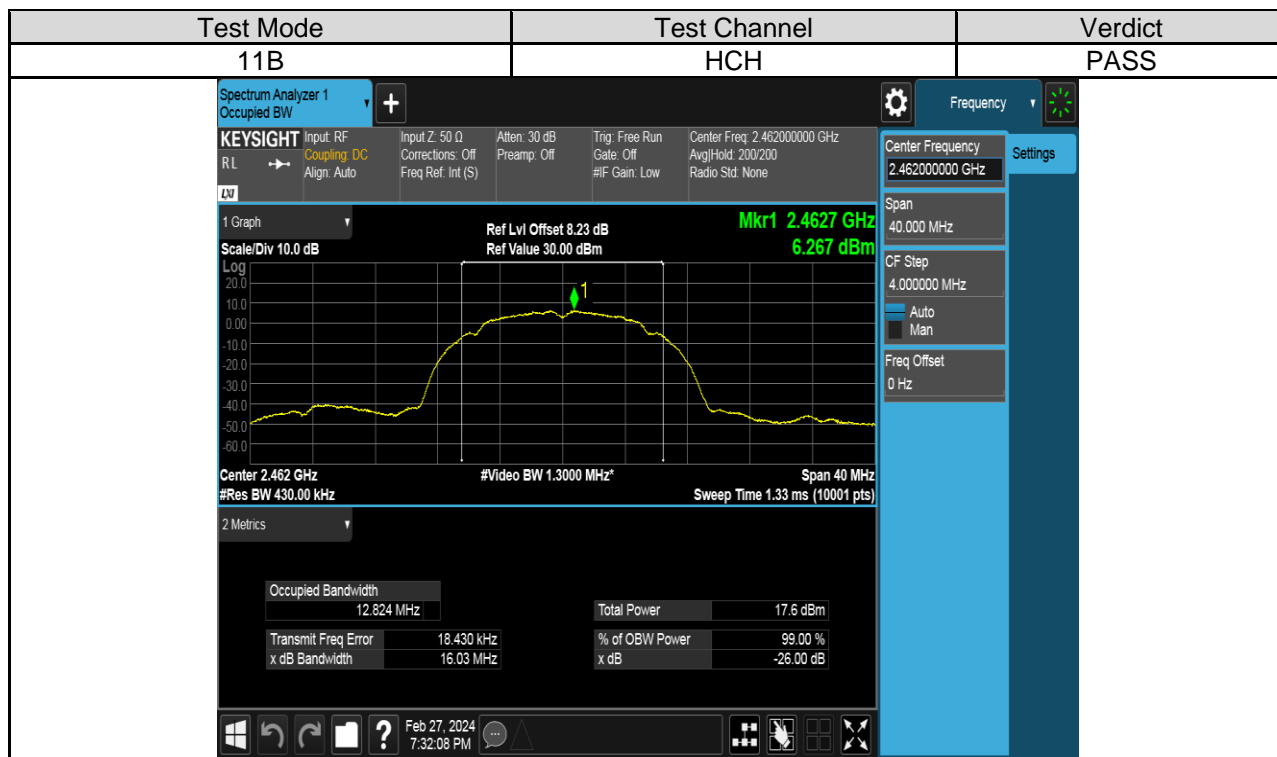 Test Mode Test Channel Verdict
11B HCH PASS
Spectrum Analyzer 1
Occupied BW
+
Frequency
KEYSIGHT Input: RF Input Z: 50 Ω Atten: 30 dB Trig: Free Run Center Freq: 2.462000000 GHz
RL Coupling: DC Corrections: Off Preamp: Off Gate: Off Avg|Hold: 200/200
Align: Auto Freq Ref: Int (S) #IF Gain: Low Radio Std: None
LXI
Center Frequency
2.462000000 GHz
Settings
Span
40.000 MHz
CF Step
4.000000 MHz
Auto
Man
Freq Offset
0 Hz
1 Graph
Ref Lvl Offset 8.23 dB
Mkr1 2.4627 GHz
Scale/Div 10.0 dB
Ref Value 30.00 dBm
6.267 dBm
Log
20.0
10.0
0.00
-10.0
-20.0
-30.0
-40.0
-50.0
-60.0
1
Center 2.462 GHz #Video BW 1.3000 MHz* Span 40 MHz
#Res BW 430.00 kHz Sweep Time 1.33 ms (10001 pts)
2 Metrics
Occupied Bandwidth
12.824 MHz
Total Power 17.6 dBm
Transmit Freq Error 18.430 kHz % of OBW Power 99.00 %
x dB Bandwidth 16.03 MHz x dB -26.00 dB
?
Feb 27, 2024
7:32:08 PM